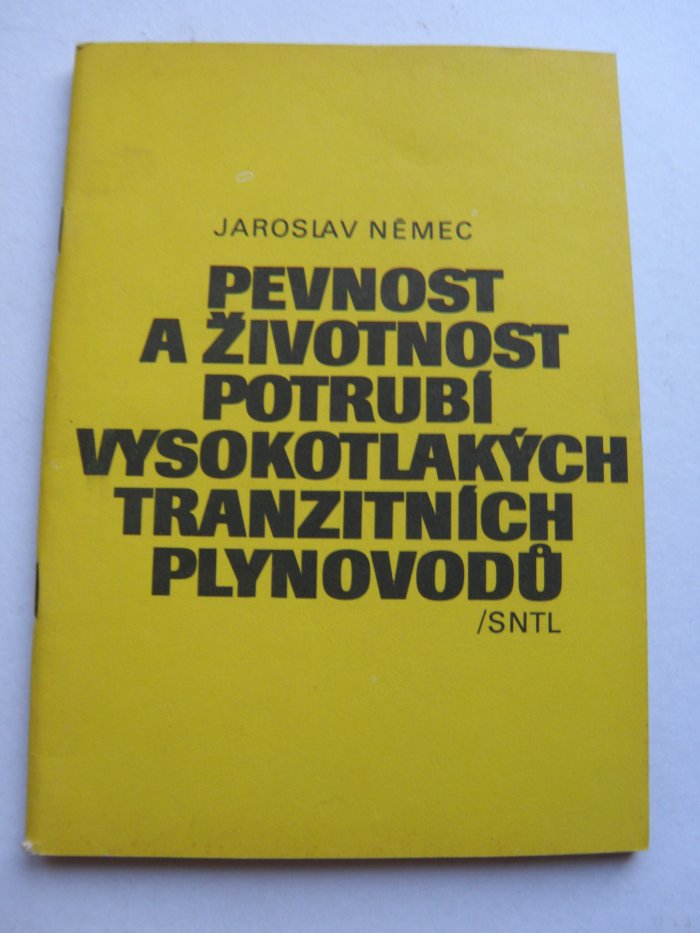 JAROSLAV NĚMEC
PEVNOST
A ŽIVOTNOST
POTRUBÍ
VYSOKOTLAKÝCH
TRANZITNÍCH
PLYNOVODŮ
/SNTL